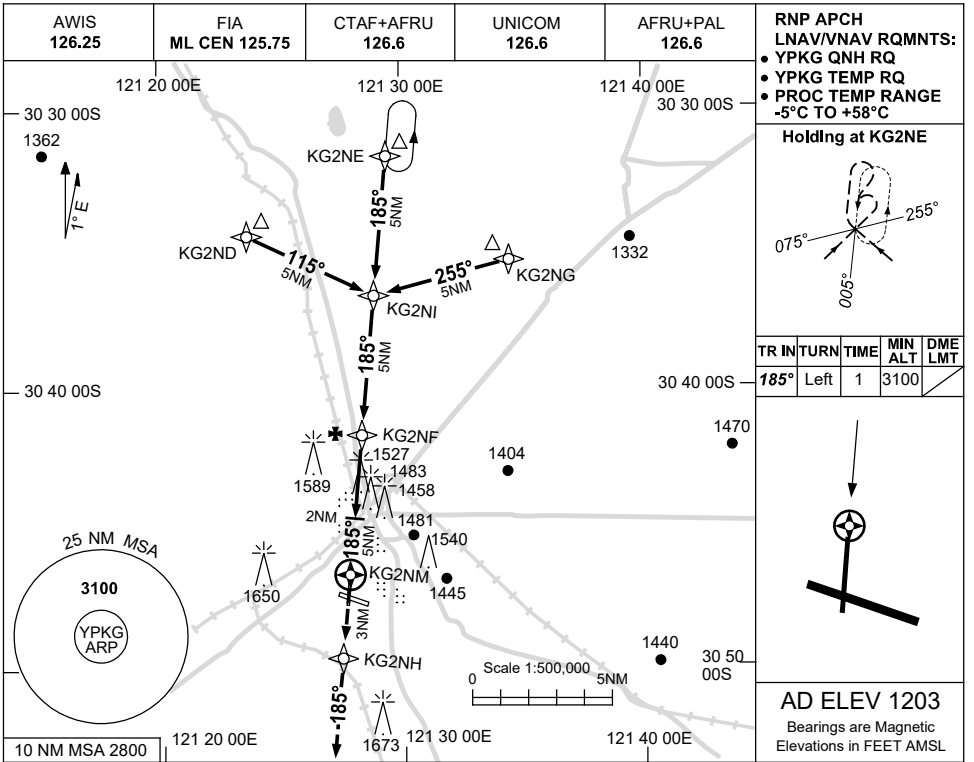 AWIS
126.25
FIA
ML CEN 125.75
CTAF+AFRU
126.6
UNICOM
126.6
AFRU+PAL
126.6
RNP APCH
LNAV/VNAV RQMNTS:
• YPKG QNH RQ
• YPKG TEMP RQ
• PROC TEMP RANGE
-5°C TO +58°C
Holding at KG2NE
075°
255°
005°
TR IN TURN TIME MIN ALT DME LMT
185° Left 1 3100
AD ELEV 1203
Bearings are Magnetic
Elevations in FEET AMSL
121 20 00E
121 30 00E
121 40 00E
30 30 00S
30 30 00S
1362
1° E
KG2NE
185°
5NM
KG2ND
115°
5NM
255°
5NM
KG2NG
1332
KG2NI
185°
5NM
30 40 00S
30 40 00S
KG2NF
1527
1589
1483
1458
1404
1470
2NM
185°
5NM
1481
1540
1650
KG2NM
1445
3NM
KG2NH
1440
30 50
00S
25 NM MSA
3100
YPKG
ARP
Scale 1:500,000
0
5NM
185°
1673
10 NM MSA 2800
121 20 00E
121 30 00E
121 40 00E